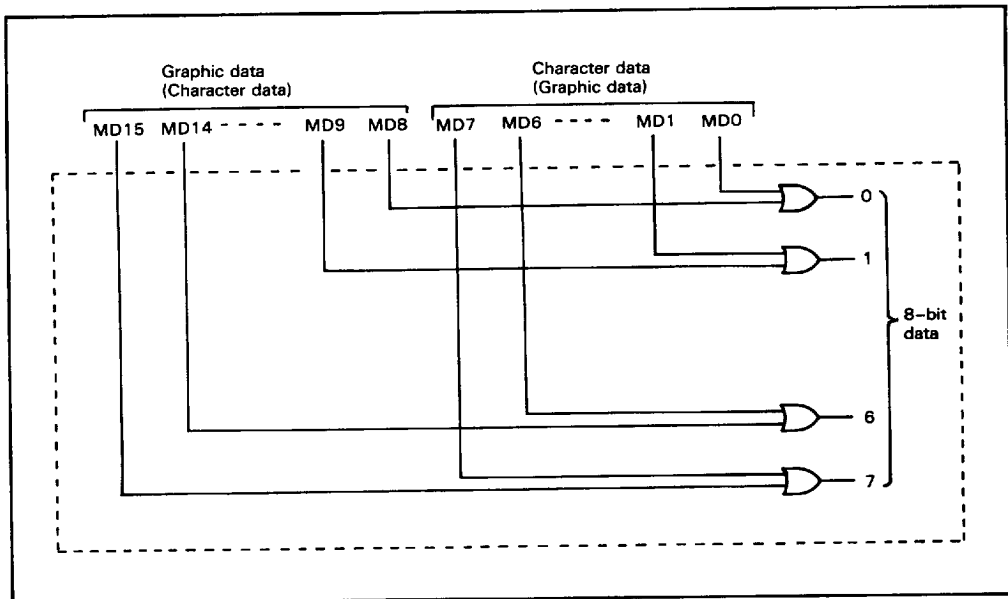 Graphic data
(Character data)
Character data
(Graphic data)
MD15 MD14 ---- MD9 MD8 MD7 MD6 ---- MD1 MD0
0
1
8-bit
data
6
7